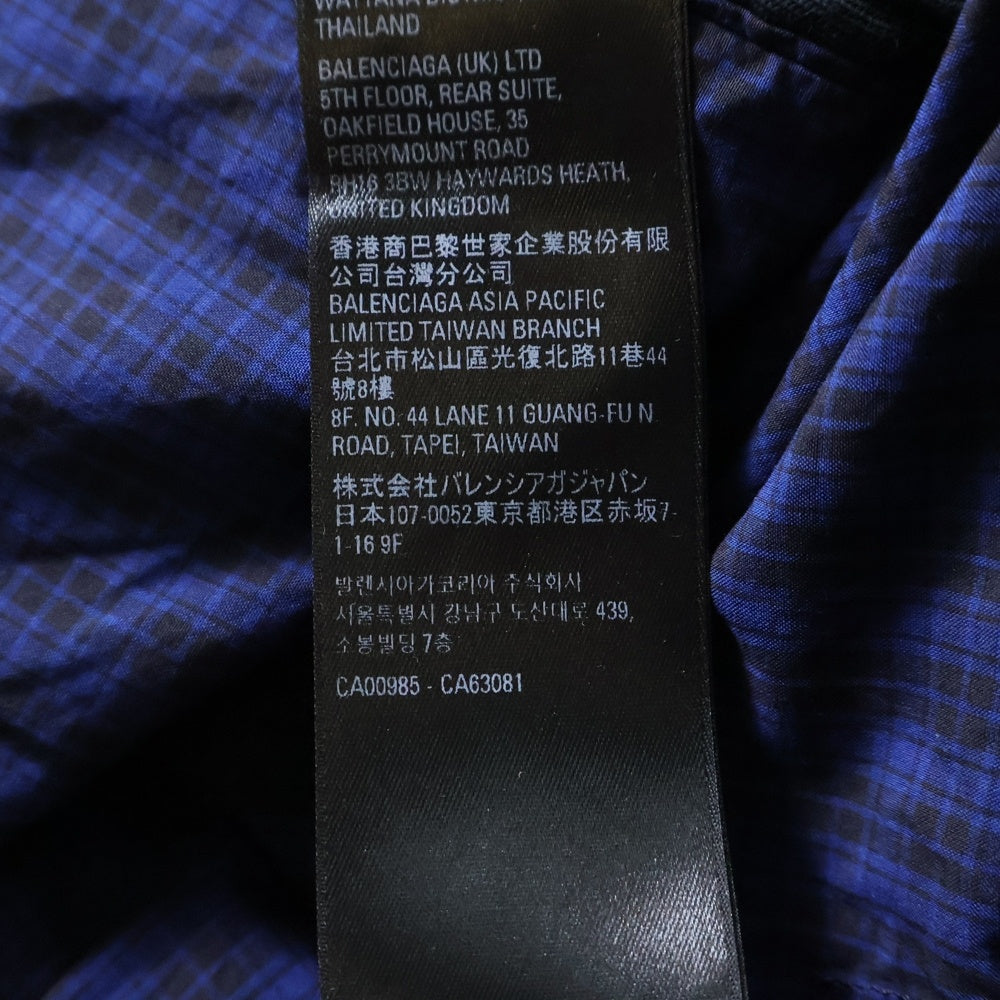 THAILAND
BALENCIAGA (UK) LTD
5TH FLOOR, REAR SUITE,
OAKFIELD HOUSE, 35
PERRYMOUNT ROAD
RH16 3BW HAYWARDS HEATH,
UNITED KINGDOM
香港商巴黎世家企業股份有限
公司台灣分公司
BALENCIAGA ASIA PACIFIC
LIMITED TAIWAN BRANCH
台北市松山區光復北路11巷44
號8樓
8F. NO. 44 LANE 11 GUANG-FU N.
ROAD, TAPEI, TAIWAN
株式会社バレンシアガジャパン
日本107-0052東京都港区赤坂7-
1-16 9F
발렌시아가코리아 주식회사
서울특별시 강남구 도산대로 439,
소봉빌딩 7층
CA00985 - CA63081